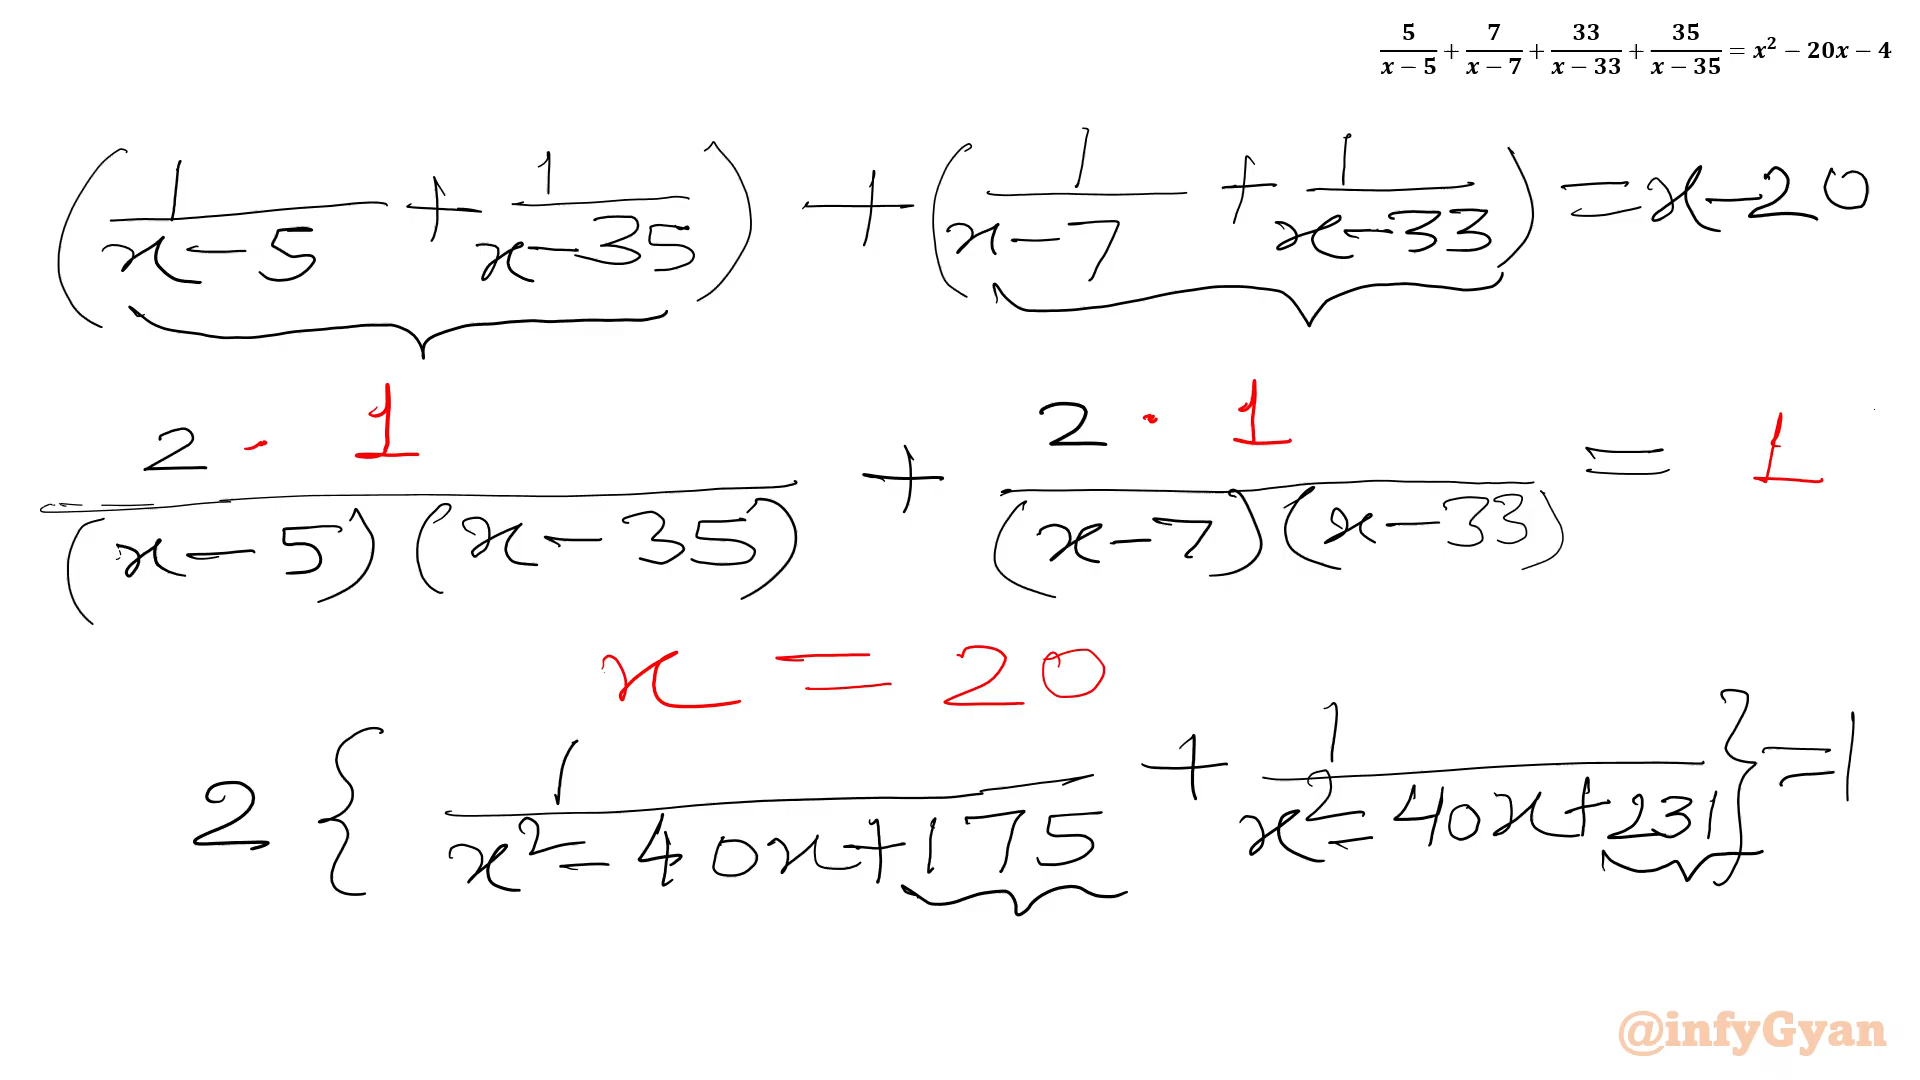 5/(x − 5) + 7/(x − 7) + 33/(x − 33) + 35/(x − 35) = x² − 20x − 4
(1/(x − 5) + 1/(x − 35)) + (1/(x − 7) + 1/(x − 33)) = x − 20
2 · 1/((x − 5)(x − 35)) + 2 · 1/((x − 7)(x − 33)) = 1
x = 20
2 { 1/(x² − 40x + 175) + 1/(x² − 40x + 231) } = 1
@infyGyan